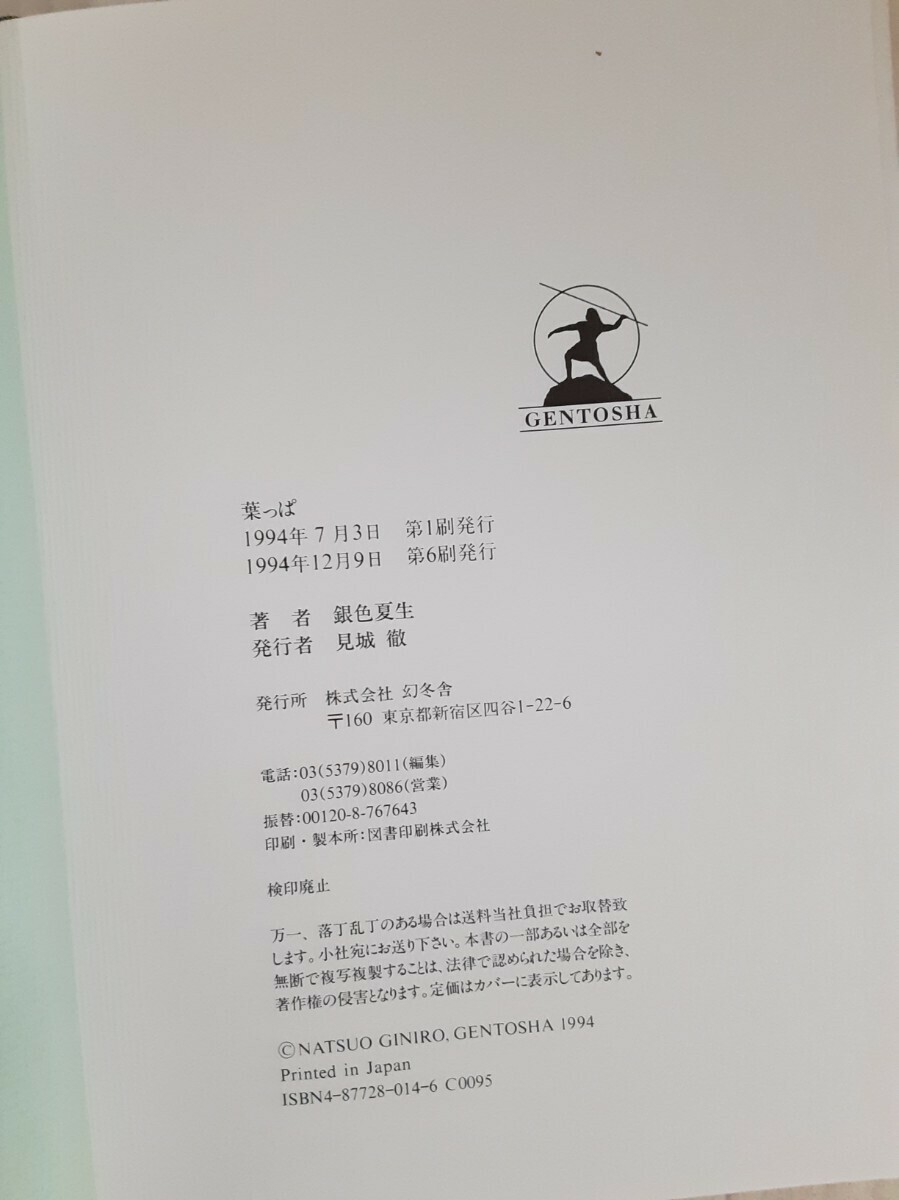 GENTOSHA
葉っぱ
1994年7月3日 第1刷発行
1994年12月9日 第6刷発行
著 者 銀色夏生
発行者 見城 徹
発行所 株式会社 幻冬舎
〒160 東京都新宿区四谷1-22-6
電話:03(5379)8011(編集)
03(5379)8086(営業)
振替:00120-8-767643
印刷・製本所:図書印刷株式会社
検印廃止
万一、落丁乱丁のある場合は送料当社負担でお取替致
します。小社宛にお送り下さい。本書の一部あるいは全部を
無断で複写複製することは、法律で認められた場合を除き、
著作権の侵害となります。定価はカバーに表示してあります。
©NATSUO GINIRO, GENTOSHA 1994
Printed in Japan
ISBN4-87728-014-6 C0095